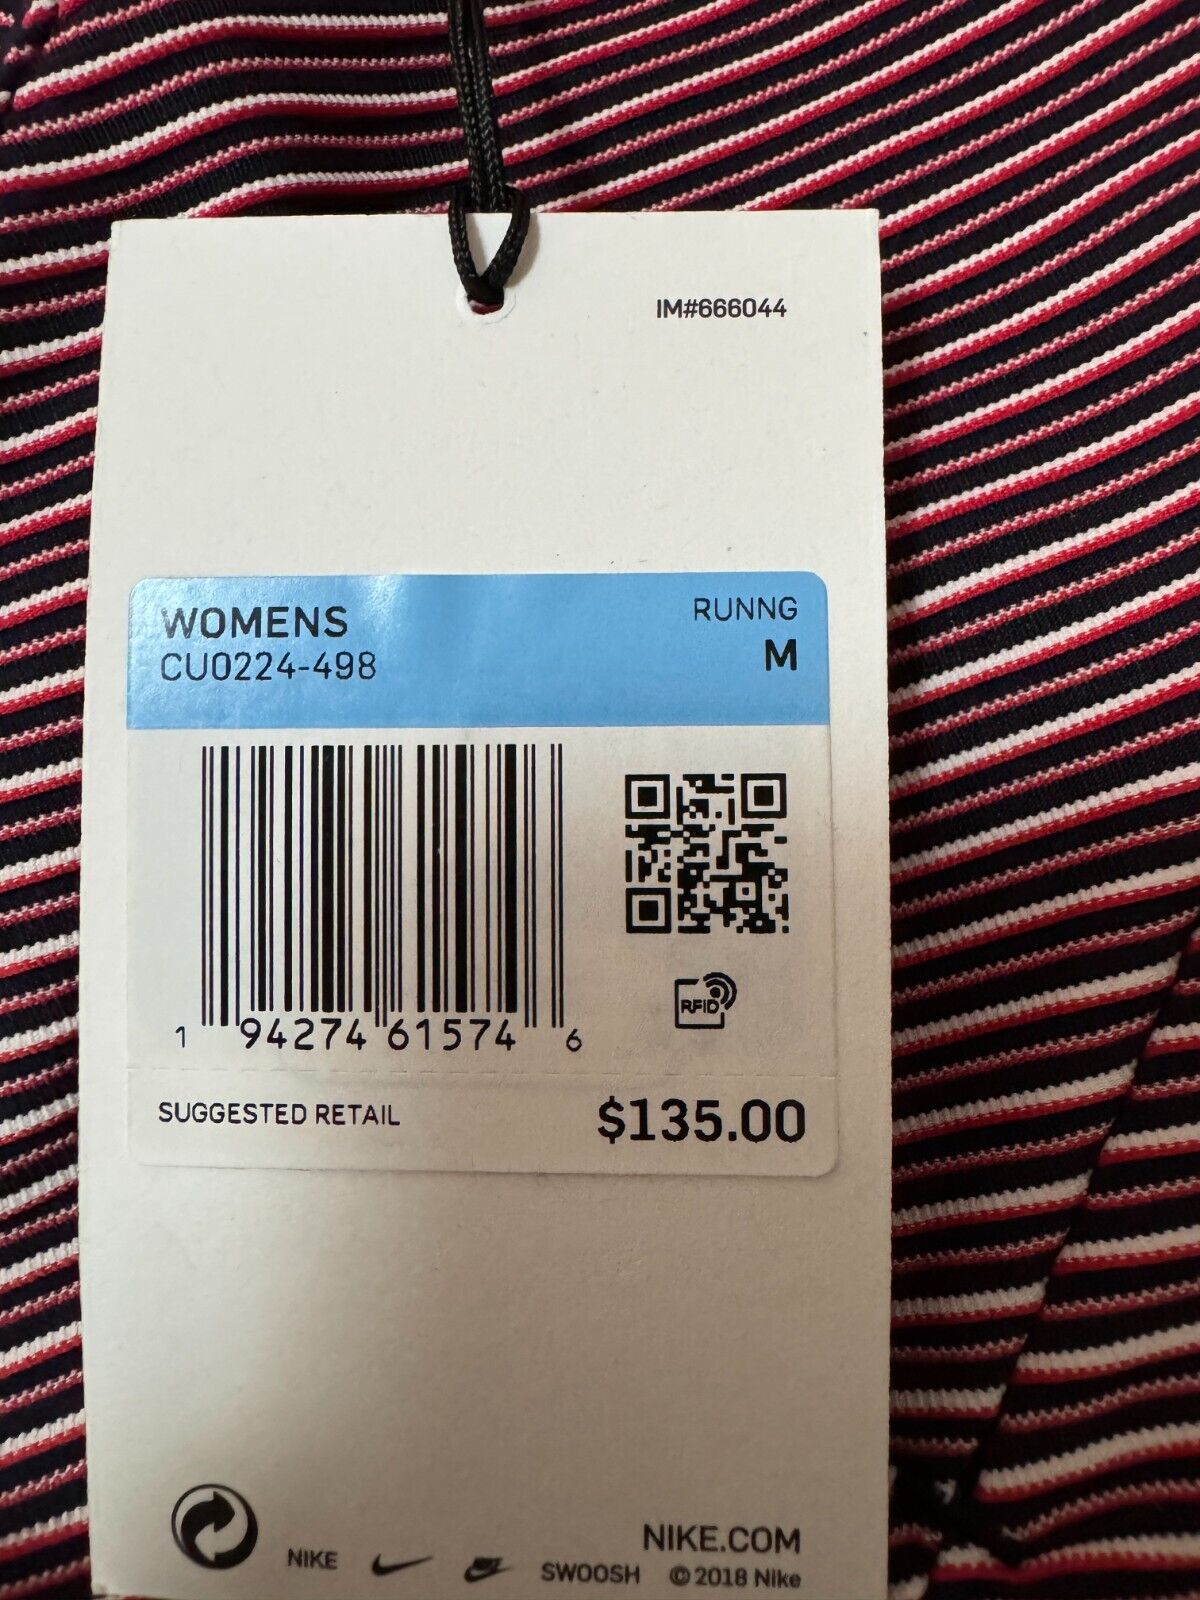 IM#666044
WOMENS
RUNNG
CU0224-498
M
RFID
1 94274 61574 6
SUGGESTED RETAIL
$135.00
NIKE.COM
NIKE SWOOSH © 2018 Nike